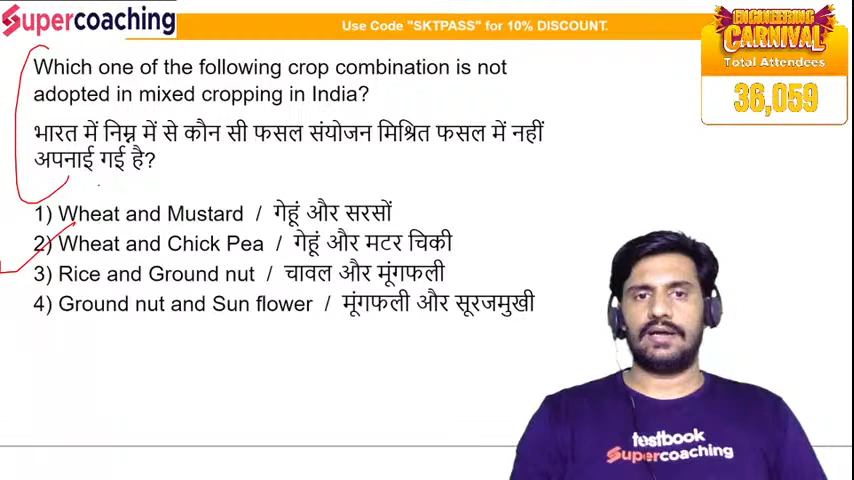 Supercoaching
Use Code "SKTPASS" for 10% DISCOUNT.
ENGINEERING
CARNIVAL
Total Attendees
36,059
Which one of the following crop combination is not
adopted in mixed cropping in India?
भारत में निम्न में से कौन सी फसल संयोजन मिश्रित फसल में नहीं
अपनाई गई है?
1) Wheat and Mustard / गेहूं और सरसों
2) Wheat and Chick Pea / गेहूं और मटर चिकी
3) Rice and Ground nut / चावल और मूंगफली
4) Ground nut and Sun flower / मूंगफली और सूरजमुखी
testbook
Supercoaching